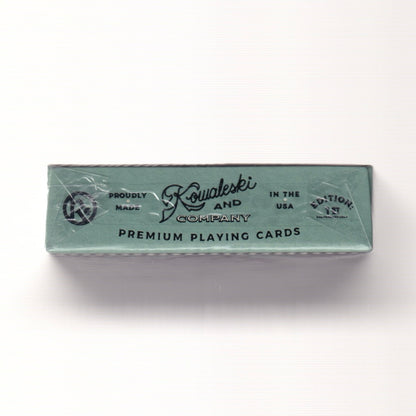 K
PROUDLY
MADE
Kowaleski
AND
COMPANY
IN THE
USA
EDITION:
1ST
PREMIUM PLAYING CARDS